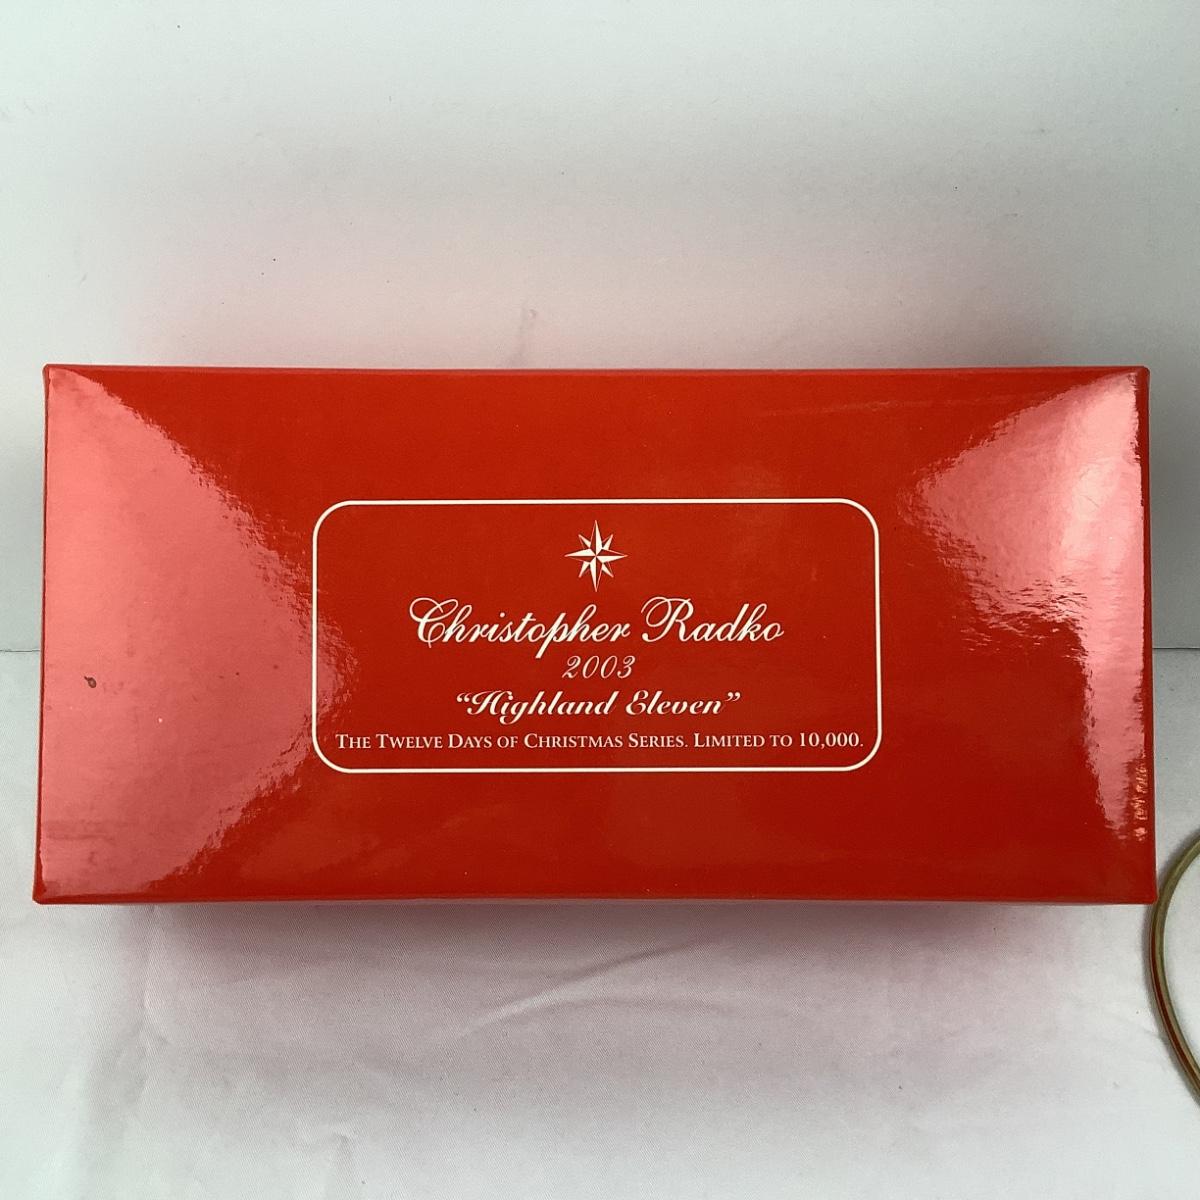 Christopher Radko
2003
“Highland Eleven”
THE TWELVE DAYS OF CHRISTMAS SERIES. LIMITED TO 10,000.